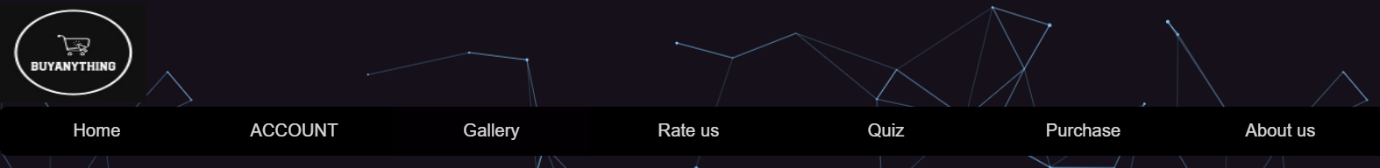 BUYANYTHING
Home ACCOUNT Gallery Rate us Quiz Purchase About us